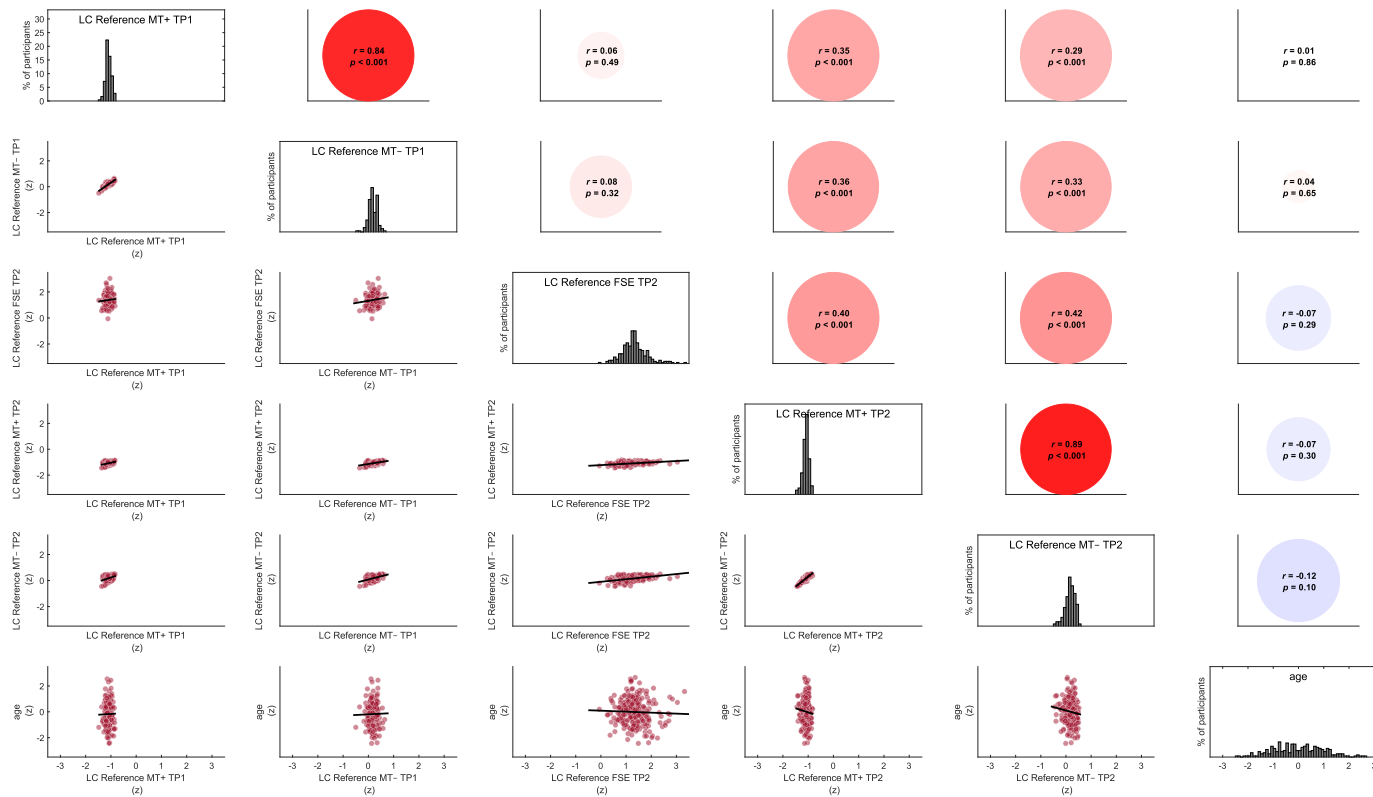 LC Reference MT+ TP1
% of participants
30
25
20
15
10
5
0
r = 0.84
p < 0.001
r = 0.06
p = 0.49
r = 0.35
p < 0.001
r = 0.29
p < 0.001
r = 0.01
p = 0.86
LC Reference MT− TP1
(z)
2
0
-2
LC Reference MT+ TP1
(z)
LC Reference MT− TP1
% of participants
r = 0.08
p = 0.32
r = 0.36
p < 0.001
r = 0.33
p < 0.001
r = 0.04
p = 0.65
LC Reference FSE TP2
(z)
2
0
-2
LC Reference MT+ TP1
(z)
LC Reference FSE TP2
(z)
LC Reference MT− TP1
(z)
LC Reference FSE TP2
% of participants
r = 0.40
p < 0.001
r = 0.42
p < 0.001
r = -0.07
p = 0.29
LC Reference MT+ TP2
(z)
2
0
-2
LC Reference MT+ TP1
(z)
LC Reference MT+ TP2
(z)
LC Reference MT− TP1
(z)
LC Reference MT+ TP2
(z)
LC Reference FSE TP2
(z)
LC Reference MT+ TP2
% of participants
r = 0.89
p < 0.001
r = -0.07
p = 0.30
LC Reference MT− TP2
(z)
2
0
-2
LC Reference MT+ TP1
(z)
LC Reference MT− TP2
(z)
LC Reference MT− TP1
(z)
LC Reference MT− TP2
(z)
LC Reference FSE TP2
(z)
LC Reference MT− TP2
(z)
LC Reference MT+ TP2
(z)
LC Reference MT− TP2
% of participants
r = -0.12
p = 0.10
age
(z)
2
0
-2
-3 -2 -1 0 1 2 3
LC Reference MT+ TP1
(z)
age
(z)
-3 -2 -1 0 1 2 3
LC Reference MT− TP1
(z)
age
(z)
-3 -2 -1 0 1 2 3
LC Reference FSE TP2
(z)
age
(z)
-3 -2 -1 0 1 2 3
LC Reference MT+ TP2
(z)
age
(z)
-3 -2 -1 0 1 2 3
LC Reference MT− TP2
(z)
age
% of participants
-3 -2 -1 0 1 2 3
age
(z)